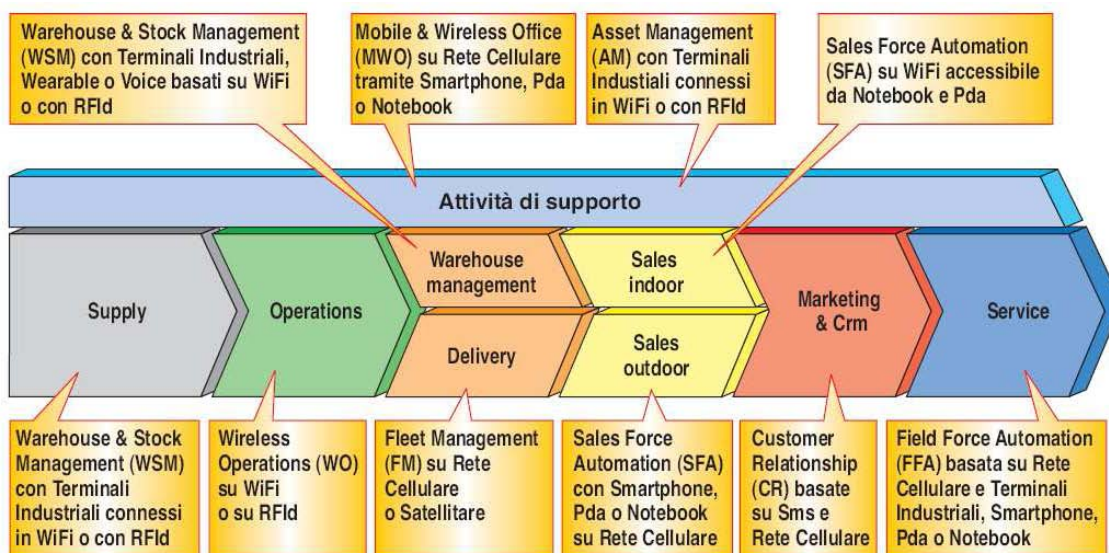 Warehouse & Stock Management
(WSM) con Terminali Industriali,
Wearable o Voice basati su WiFi
o con RFId
Mobile & Wireless Office
(MWO) su Rete Cellulare
tramite Smartphone, Pda
o Notebook
Asset Management
(AM) con Terminali
Industiali connessi
in WiFi o con RFId
Sales Force Automation
(SFA) su WiFi accessibile
da Notebook e Pda
Attività di supporto
Supply
Operations
Warehouse
management
Delivery
Sales
indoor
Sales
outdoor
Marketing
& Crm
Service
Warehouse & Stock
Management (WSM)
con Terminali
Industriali connessi
in WiFi o con RFId
Wireless
Operations (WO)
su WiFi
o su RFId
Fleet Management
(FM) su Rete
Cellulare
o Satellitare
Sales Force
Automation (SFA)
con Smartphone,
Pda o Notebook
su Rete Cellulare
Customer
Relationship
(CR) basate
su Sms e
Rete Cellulare
Field Force Automation
(FFA) basata su Rete
Cellulare e Terminali
Industriali, Smartphone,
Pda o Notebook